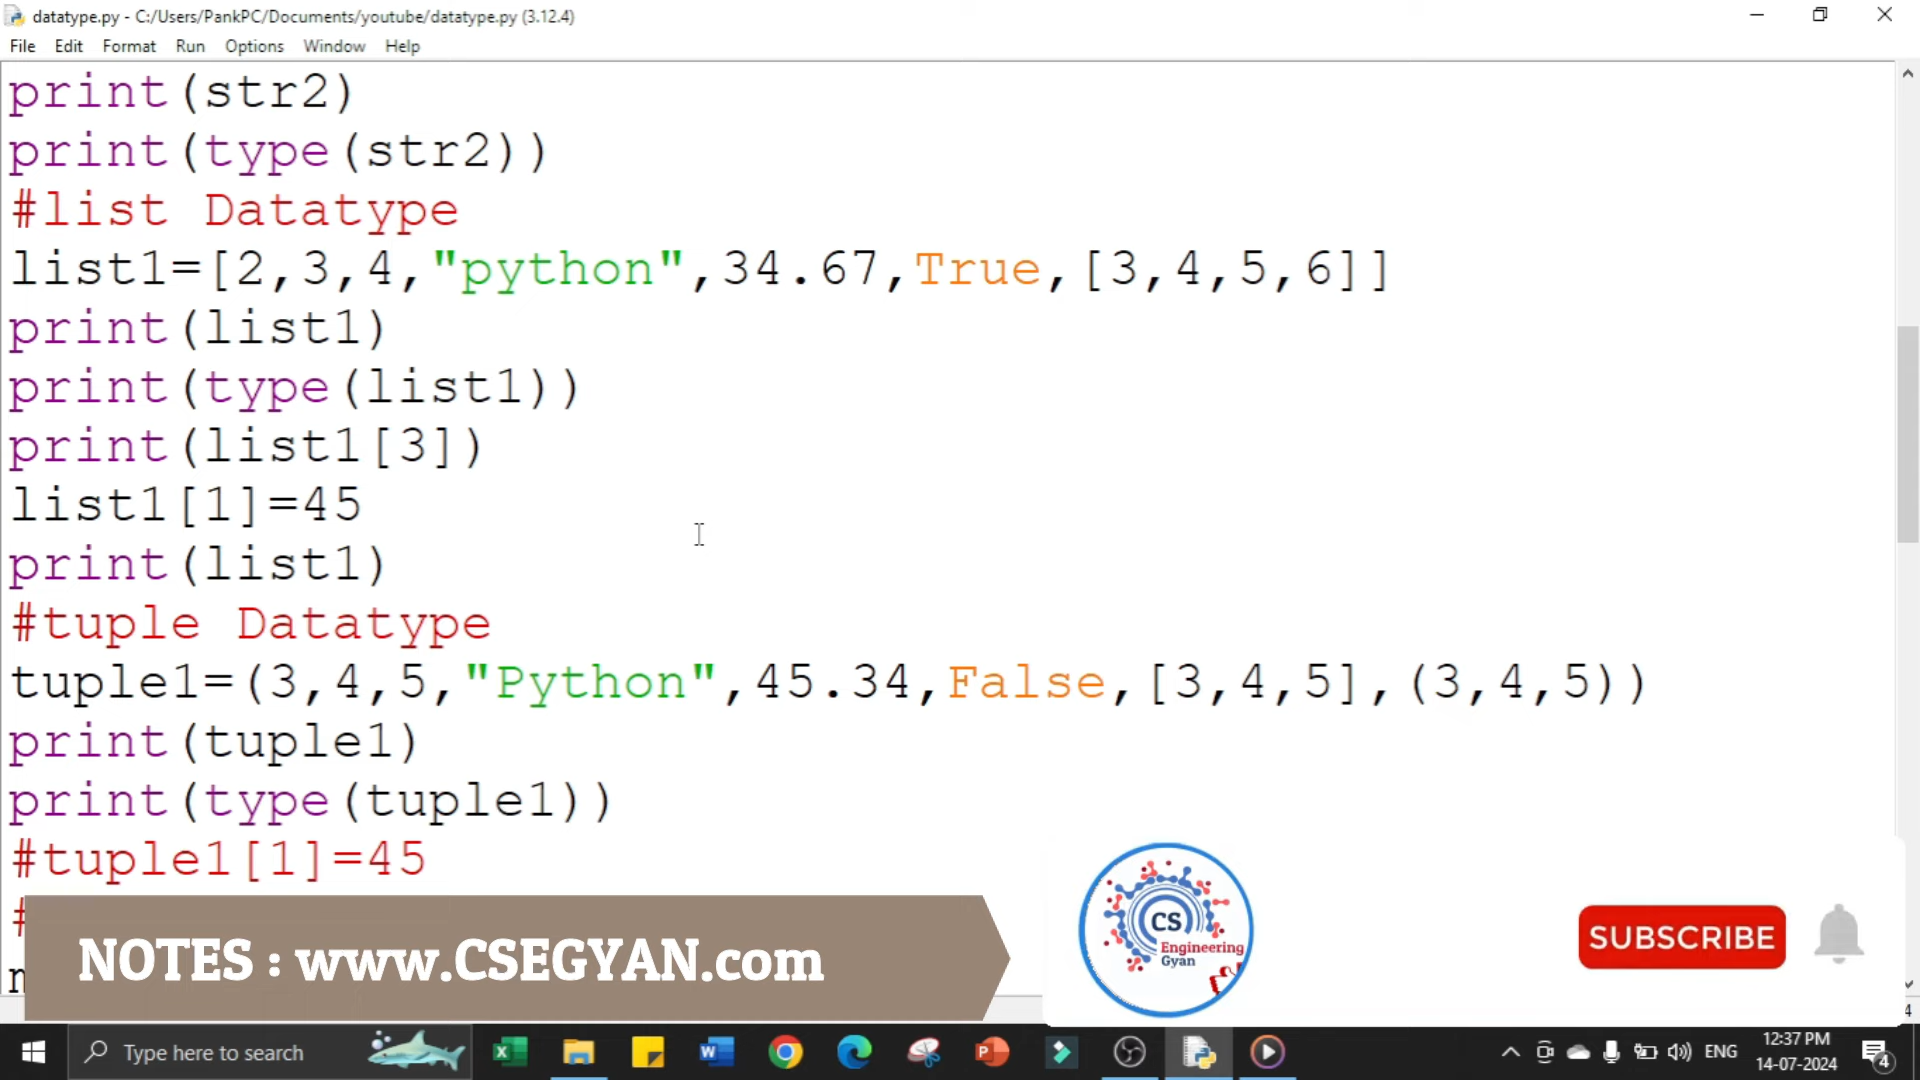 datatype.py - C:/Users/PankPC/Documents/youtube/datatype.py (3.12.4)
File Edit Format Run Options Window Help
print(str2)
print(type(str2))
#list Datatype
list1=[2,3,4,"python",34.67,True,[3,4,5,6]]
print(list1)
print(type(list1))
print(list1[3])
list1[1]=45
print(list1)
#tuple Datatype
tuple1=(3,4,5,"Python",45.34,False,[3,4,5],(3,4,5))
print(tuple1)
print(type(tuple1))
#tuple1[1]=45
#
NOTES : www.CSEGYAN.com
CS
Engineering
Gyan
SUBSCRIBE
4
Type here to search
ENG
12:37 PM
14-07-2024
4